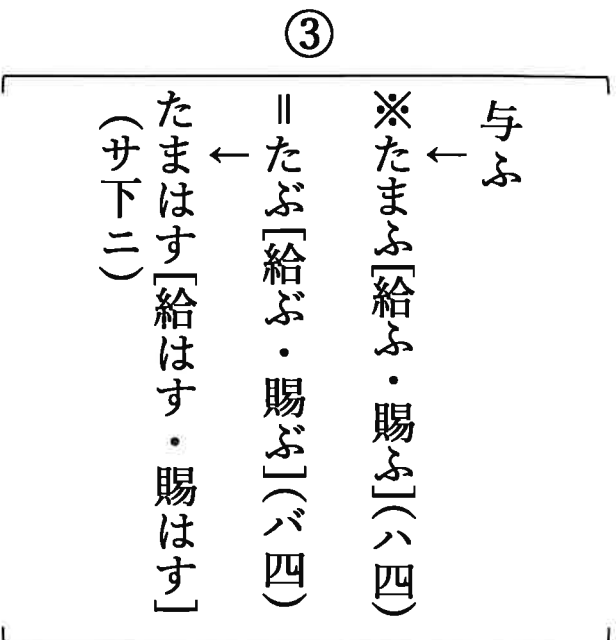 ③
与ふ
←
※たまふ[給ふ・賜ふ](ハ四)
=たぶ[給ぶ・賜ぶ](バ四)
←
たまはす[給はす・賜はす]
(サ下二)